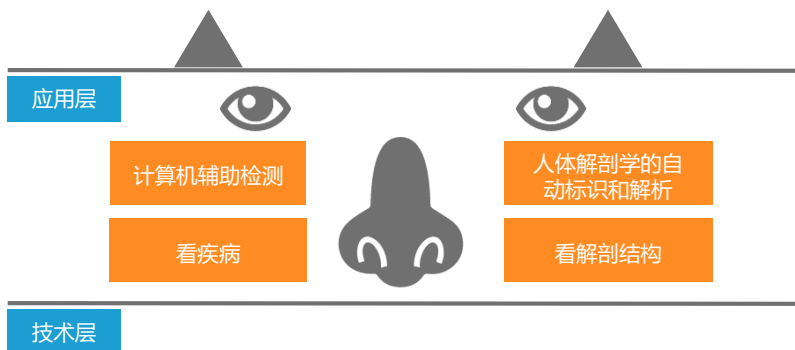 应用层
计算机辅助检测
人体解剖学的自
动标识和解析
看疾病
看解剖结构
技术层